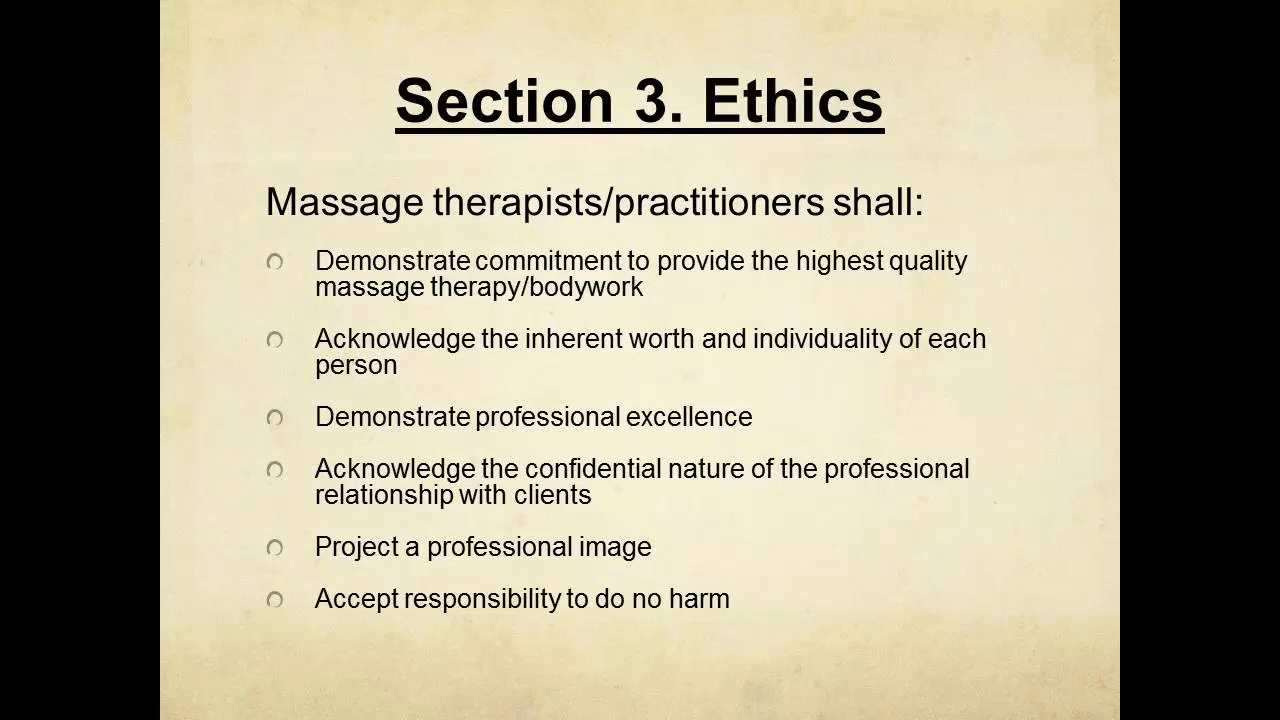 Section 3. Ethics
Massage therapists/practitioners shall:
Demonstrate commitment to provide the highest quality
massage therapy/bodywork
Acknowledge the inherent worth and individuality of each
person
Demonstrate professional excellence
Acknowledge the confidential nature of the professional
relationship with clients
Project a professional image
Accept responsibility to do no harm